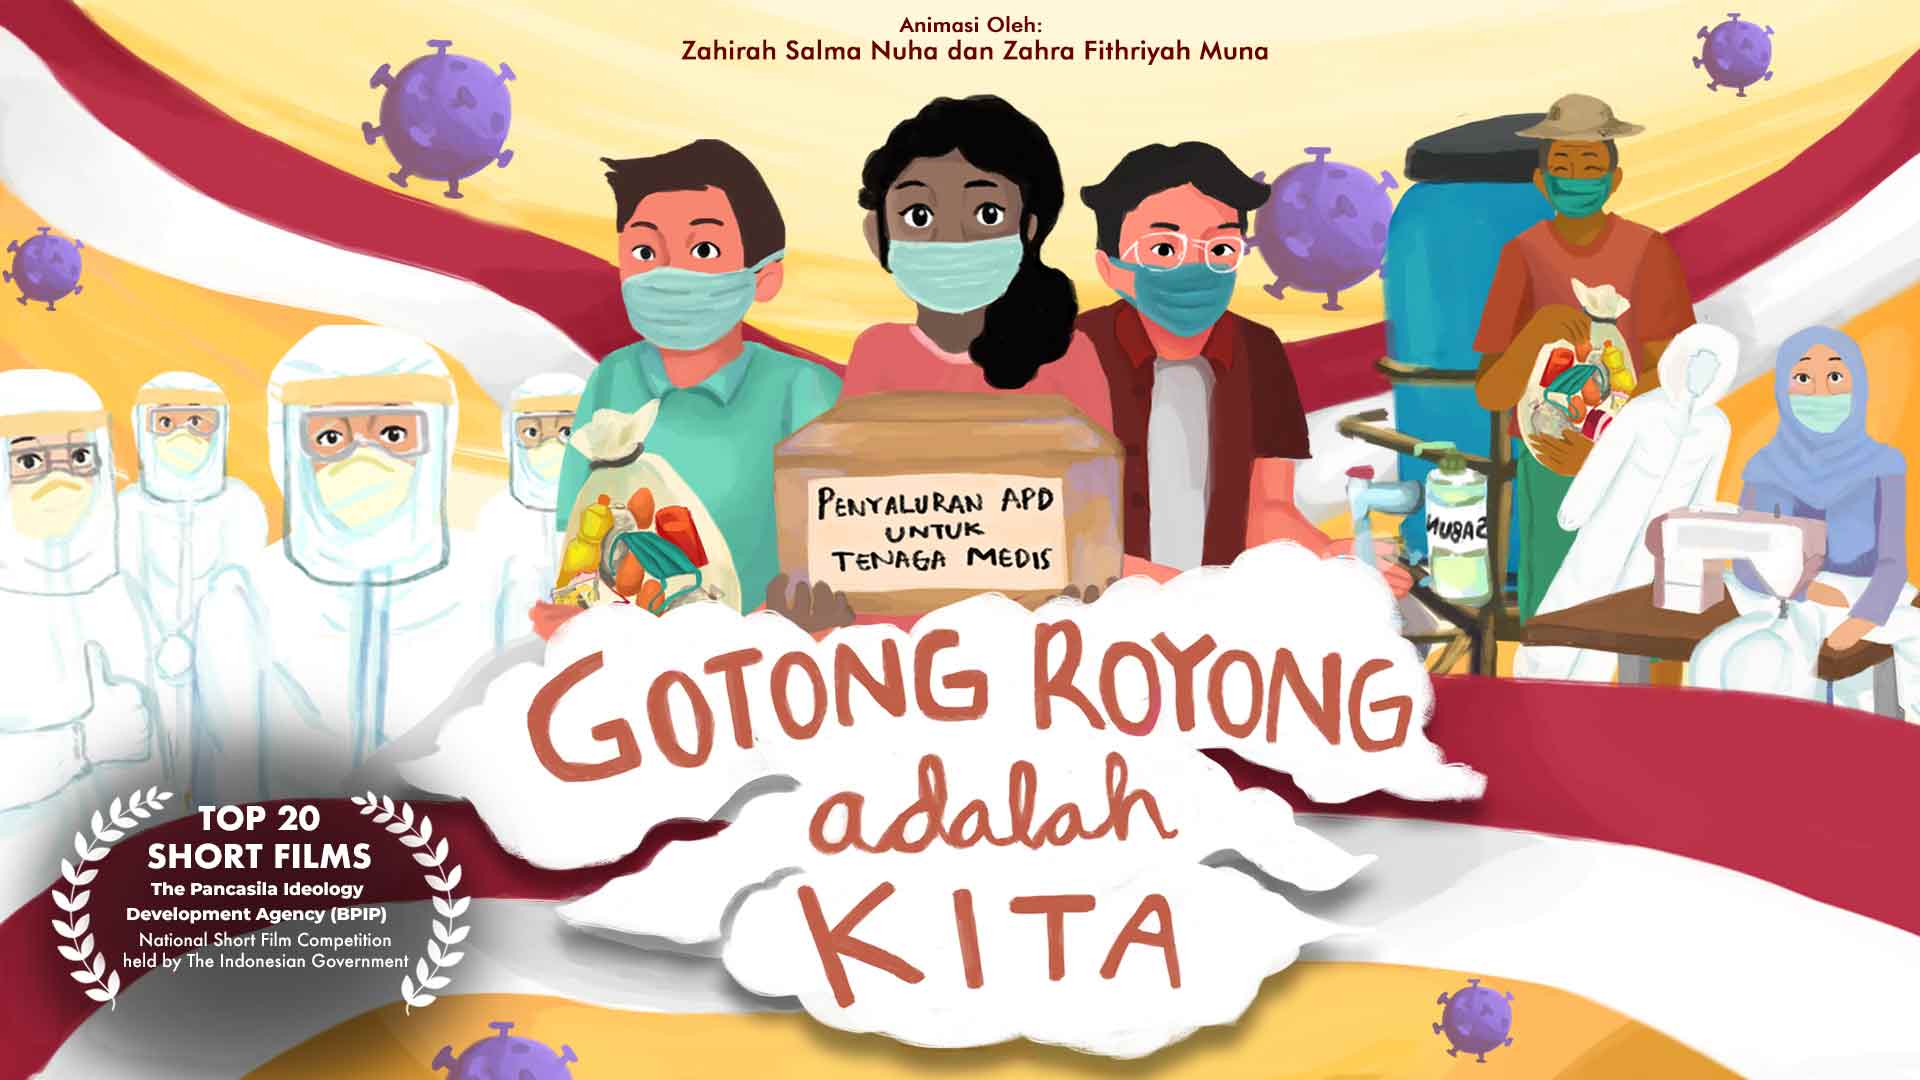 Animasi Oleh:
Zahirah Salma Nuha dan Zahra Fithriyah Muna
PENYALURAN APD
UNTUK
TENAGA MEDIS
SABUN
GOTONG ROYONG
adalah
KITA
TOP 20
SHORT FILMS
The Pancasila Ideology
Development Agency (BPIP)
National Short Film Competition
held by The Indonesian Government